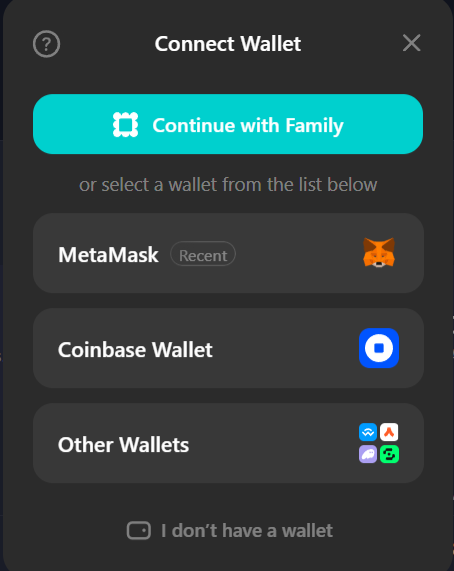 Connect Wallet
Continue with Family
or select a wallet from the list below
MetaMask Recent
Coinbase Wallet
Other Wallets
I don’t have a wallet